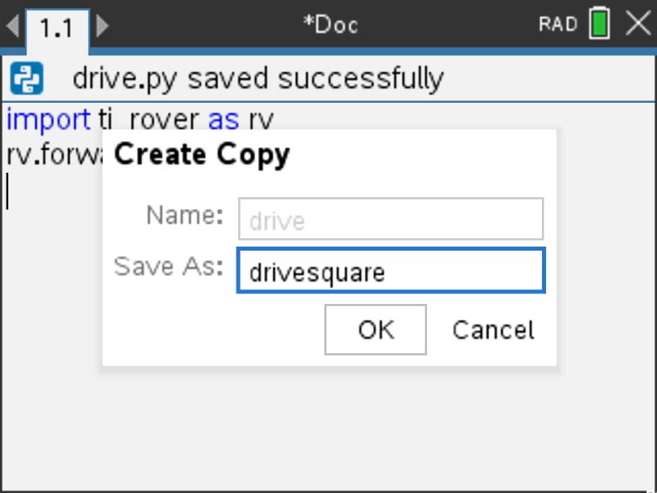 1.1 *Doc RAD
drive.py saved successfully
import ti_rover as rv
rv.forwa
Create Copy
Name: drive
Save As: drivesquare
OK Cancel